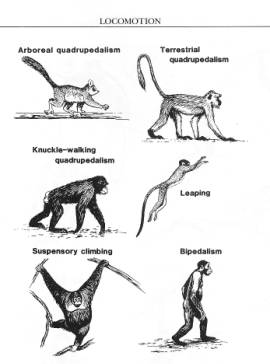 LOCOMOTION
Arboreal quadrupedalism
Terrestrial
quadrupedalism
Knuckle-walking
quadrupedalism
Leaping
Suspensory climbing
Bipedalism